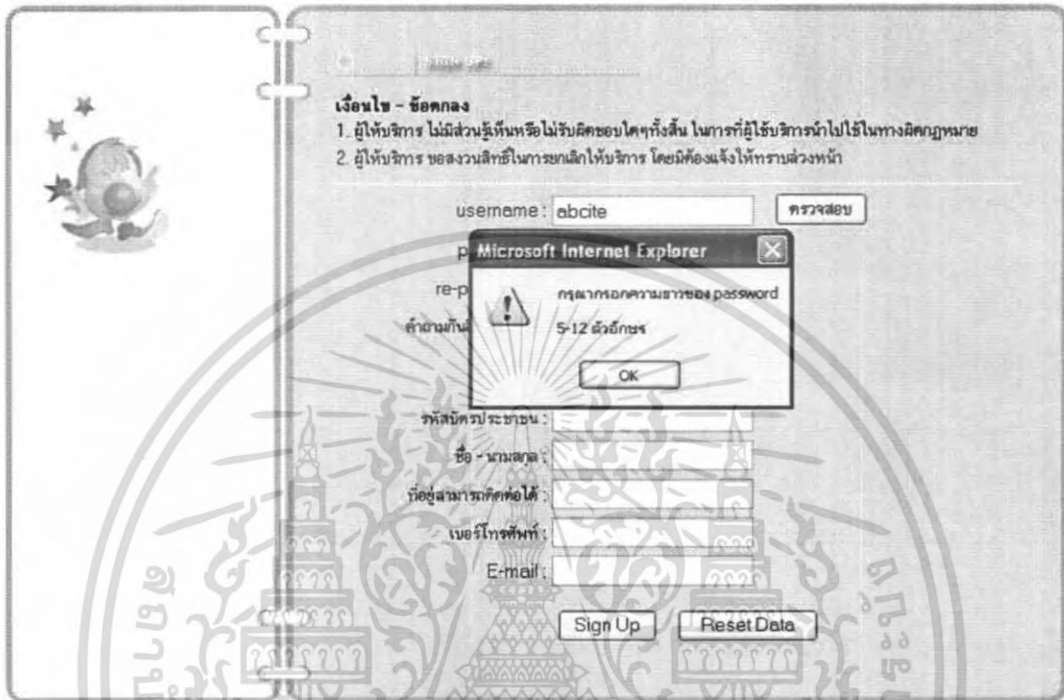 เงื่อนไข - ข้อตกลง
1. ผู้ให้บริการ ไม่มีส่วนรู้เห็นหรือไม่รับผิดชอบใดๆทั้งสิ้น ในการที่ผู้ใช้บริการนำไปใช้ในทางผิดกฎหมาย
2. ผู้ให้บริการ ขอสงวนสิทธิ์ในการยกเลิกให้บริการ โดยมิต้องแจ้งให้ทราบล่วงหน้า
username : abcite ตรวจสอบ
Microsoft Internet Explorer
re-p
กรุณากรอกความยาวของ password
คำถามกัน
5-12 ตัวอักษร
OK
รหัสบัตรประชาชน :
ชื่อ - นามสกุล :
ที่อยู่สามารถติดต่อได้ :
เบอร์โทรศัพท์ :
E-mail :
Sign Up Reset Data